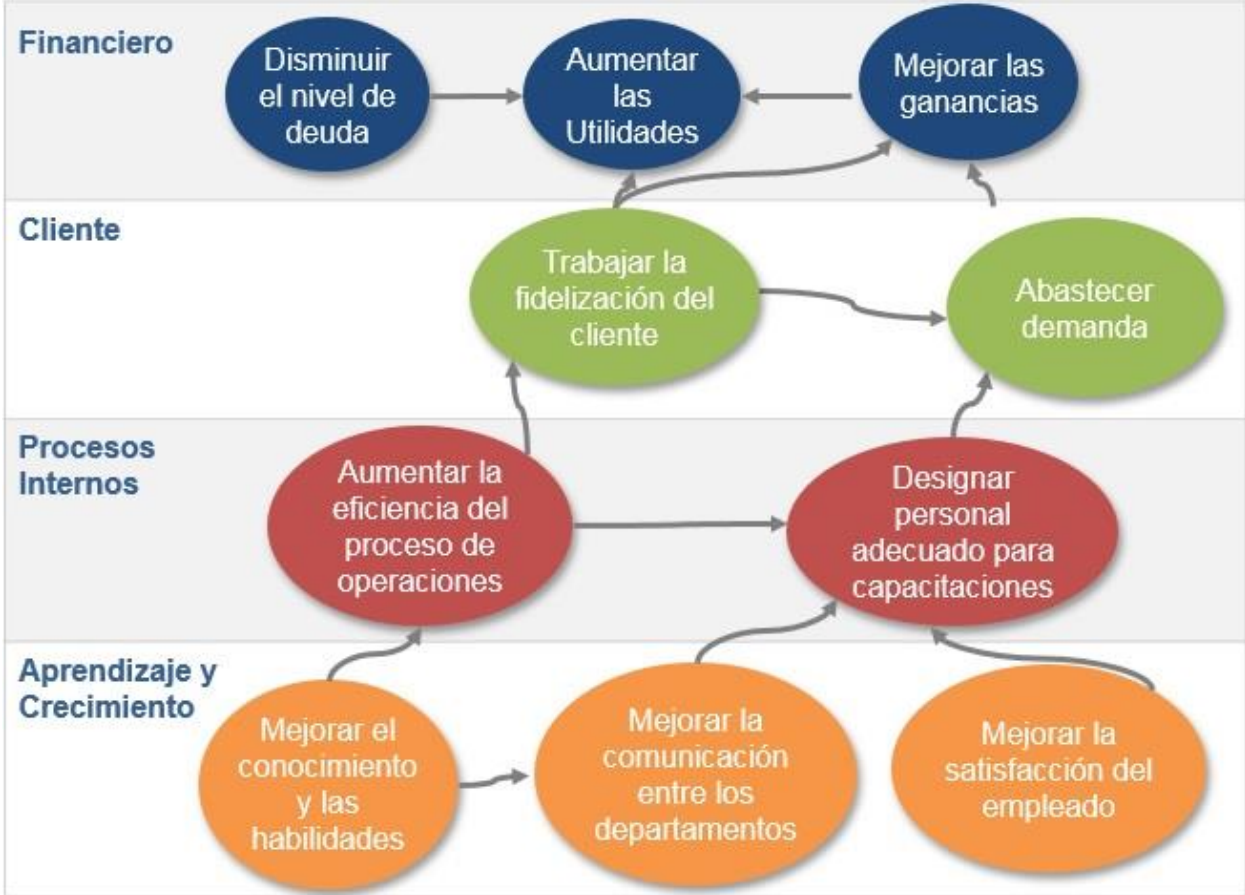 Financiero
Disminuir
el nivel de
deuda
Aumentar
las
Utilidades
Mejorar las
ganancias
Cliente
Trabajar la
fidelización del
cliente
Abastecer
demanda
Procesos
Internos
Aumentar la
eficiencia del
proceso de
operaciones
Designar
personal
adecuado para
capacitaciones
Aprendizaje y
Crecimiento
Mejorar el
conocimiento
y las
habilidades
Mejorar la
comunicación
entre los
departamentos
Mejorar la
satisfacción del
empleado